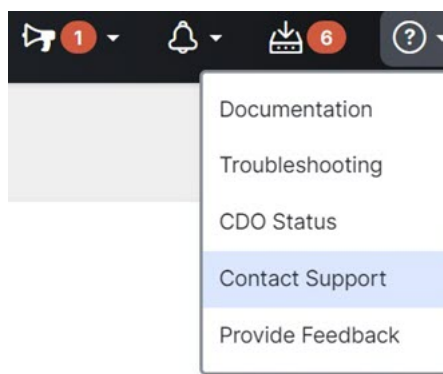 1
6
?
Documentation
Troubleshooting
CDO Status
Contact Support
Provide Feedback